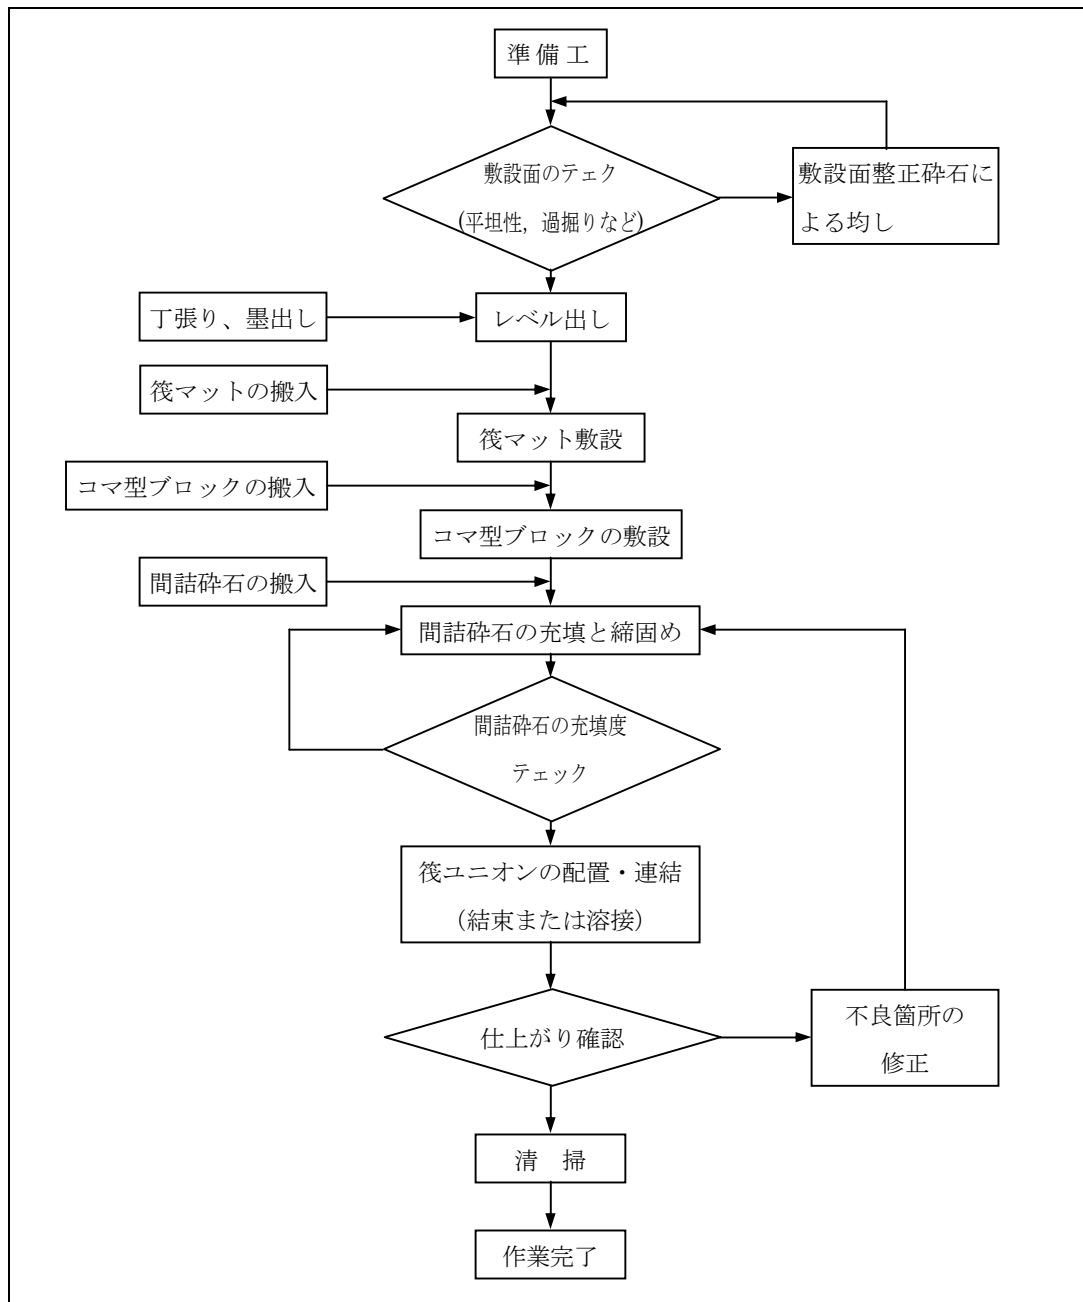 準 備 工
敷設面のテェク
(平坦性，過掘りなど)
敷設面整正砕石に
よる均し
丁張り、墨出し
レベル出し
筏マットの搬入
筏マット敷設
コマ型ブロックの搬入
コマ型ブロックの敷設
間詰砕石の搬入
間詰砕石の充填と締固め
間詰砕石の充填度
テェック
筏ユニオンの配置・連結
（結束または溶接）
仕上がり確認
不良箇所の
修正
清　掃
作業完了